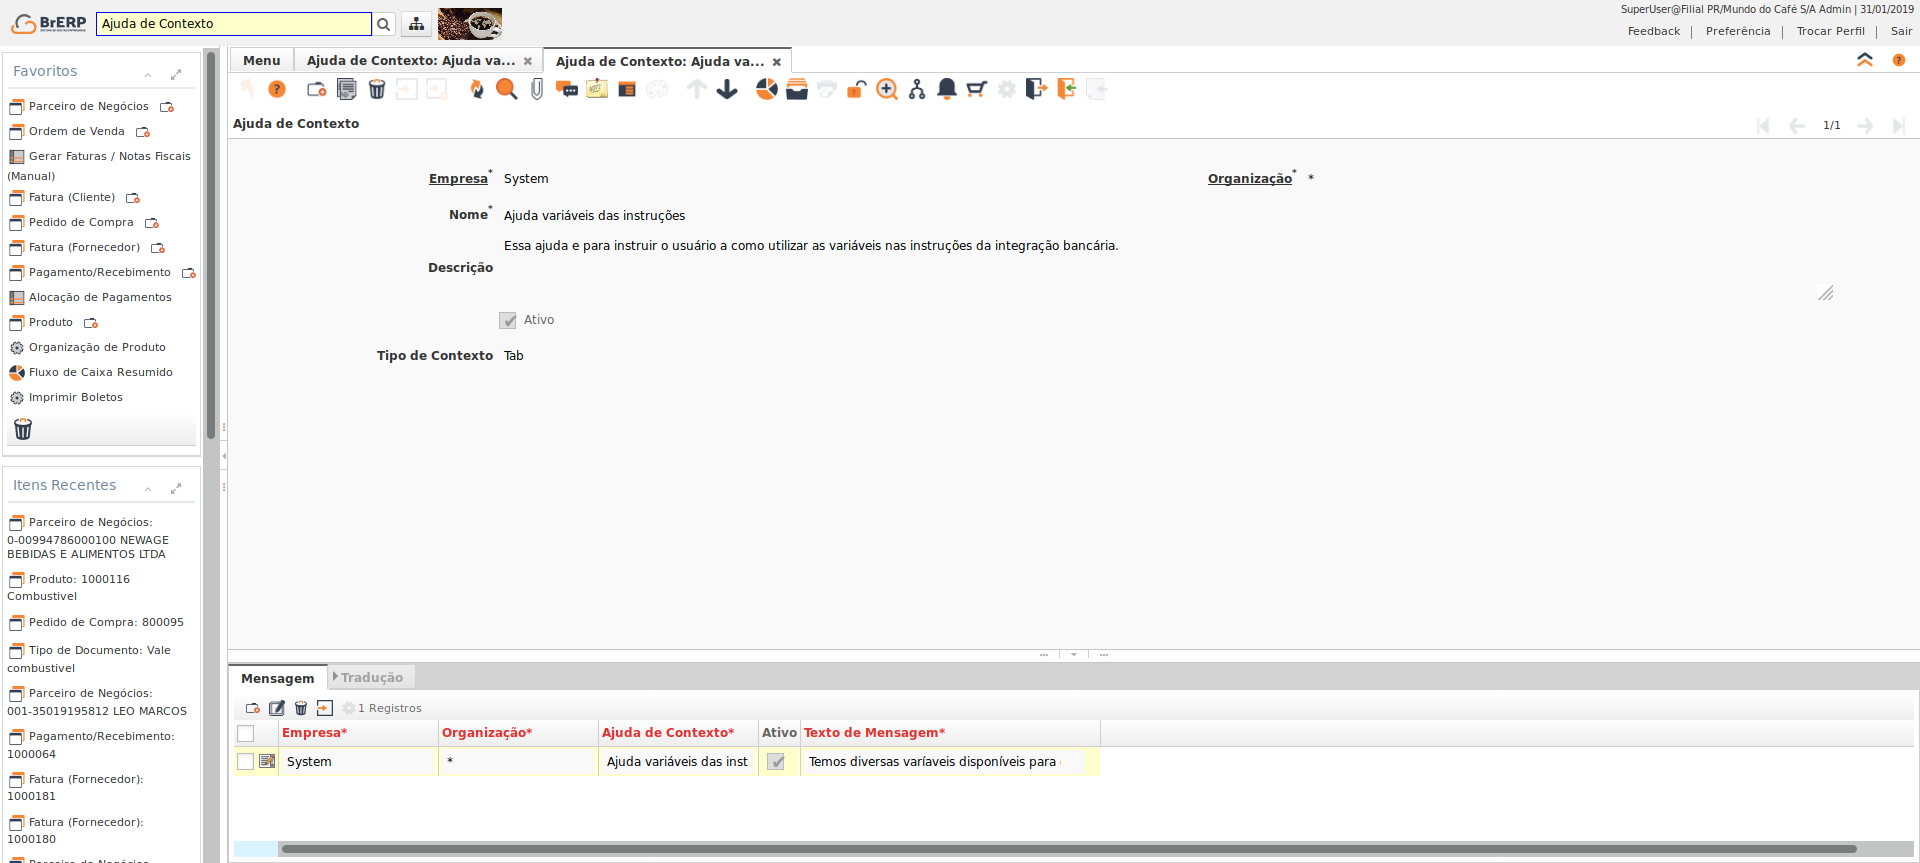 BrERP
Ajuda de Contexto
SuperUser@Filial PR/Mundo do Café S/A Admin | 31/01/2019
Feedback | Preferência | Trocar Perfil | Sair
Favoritos
Parceiro de Negócios
Ordem de Venda
Gerar Faturas / Notas Fiscais
(Manual)
Fatura (Cliente)
Pedido de Compra
Fatura (Fornecedor)
Pagamento/Recebimento
Alocação de Pagamentos
Produto
Organização de Produto
Fluxo de Caixa Resumido
Imprimir Boletos
Itens Recentes
Parceiro de Negócios:
0-00994786000100 NEWAGE
BEBIDAS E ALIMENTOS LTDA
Produto: 1000116
Combustivel
Pedido de Compra: 800095
Tipo de Documento: Vale
combustivel
Parceiro de Negócios:
001-35019195812 LEO MARCOS
Pagamento/Recebimento:
1000064
Fatura (Fornecedor):
1000181
Fatura (Fornecedor):
1000180
Menu
Ajuda de Contexto: Ajuda va...
Ajuda de Contexto: Ajuda va...
Ajuda de Contexto
1/1
Empresa* System
Organização* *
Nome* Ajuda variáveis das instruções
Essa ajuda e para instruir o usuário a como utilizar as variáveis nas instruções da integração bancária.
Descrição
Ativo
Tipo de Contexto Tab
Mensagem
Tradução
1 Registros
Empresa* Organização* Ajuda de Contexto* Ativo Texto de Mensagem*
System * Ajuda variáveis das inst Temos diversas varíaveis disponíveis para